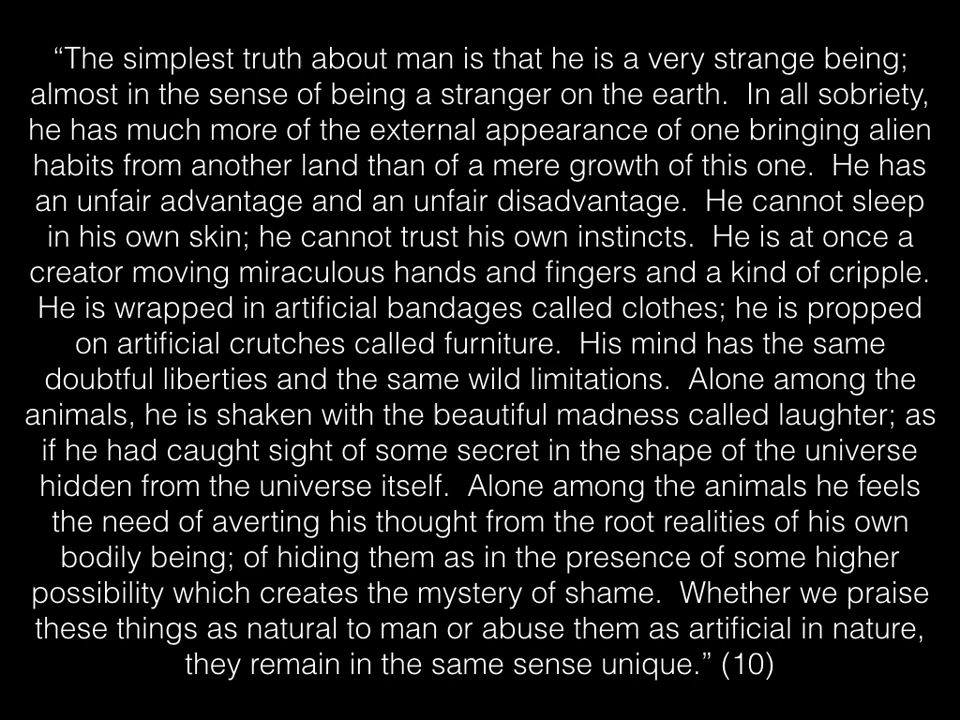 “The simplest truth about man is that he is a very strange being;
almost in the sense of being a stranger on the earth.  In all sobriety,
he has much more of the external appearance of one bringing alien
habits from another land than of a mere growth of this one.  He has
an unfair advantage and an unfair disadvantage.  He cannot sleep
in his own skin; he cannot trust his own instincts.  He is at once a
creator moving miraculous hands and fingers and a kind of cripple.
He is wrapped in artificial bandages called clothes; he is propped
on artificial crutches called furniture.  His mind has the same
doubtful liberties and the same wild limitations.  Alone among the
animals, he is shaken with the beautiful madness called laughter; as
if he had caught sight of some secret in the shape of the universe
hidden from the universe itself.  Alone among the animals he feels
the need of averting his thought from the root realities of his own
bodily being; of hiding them as in the presence of some higher
possibility which creates the mystery of shame.  Whether we praise
these things as natural to man or abuse them as artificial in nature,
they remain in the same sense unique.” (10)